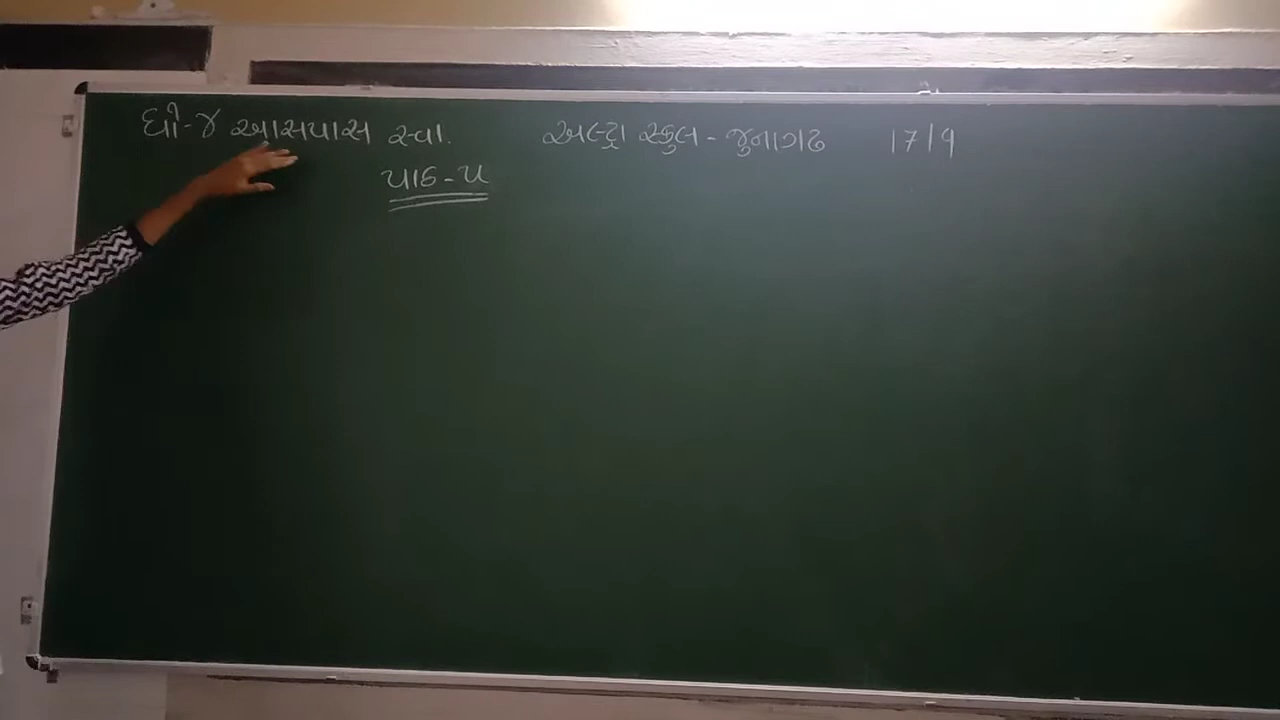 ધો-૪ આસપાસ સ્વા. અલ્ટ્રા સ્કુલ - જુનાગઢ 17/9
પાઠ - ૫